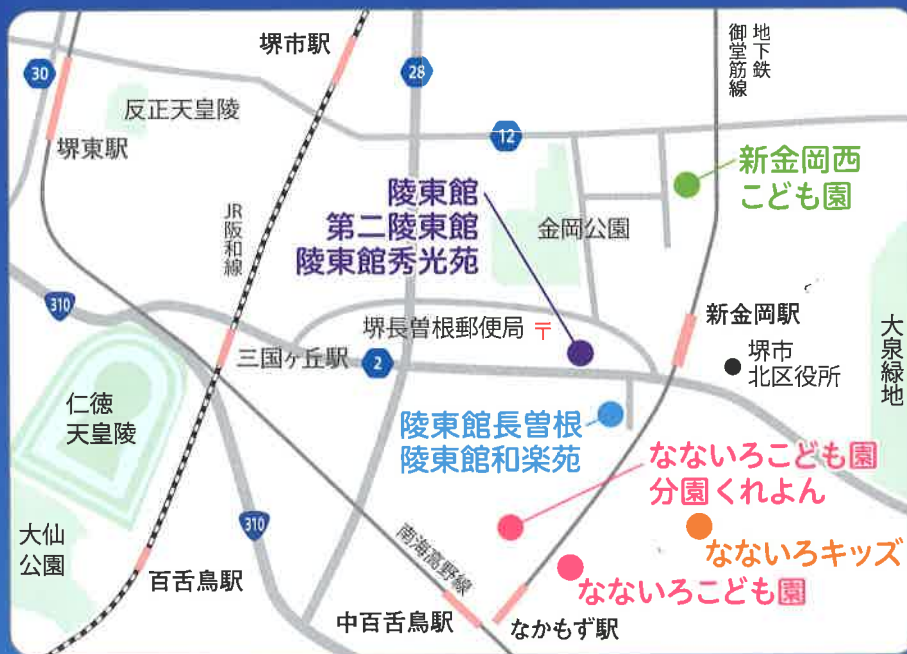 堺市駅
30
28
地下鉄
御堂筋線
反正天皇陵
堺東駅
12
新金岡西
こども園
陵東館
第二陵東館
陵東館秀光苑
金岡公園
JR阪和線
310
堺長曽根郵便局 〒
新金岡駅
大泉緑地
三国ヶ丘駅
2
堺市
北区役所
仁徳
天皇陵
陵東館長曽根
陵東館和楽苑
なないろこども園
分園くれよん
大仙
公園
310
南海高野線
なないろキッズ
百舌鳥駅
なないろこども園
中百舌鳥駅
なかもず駅